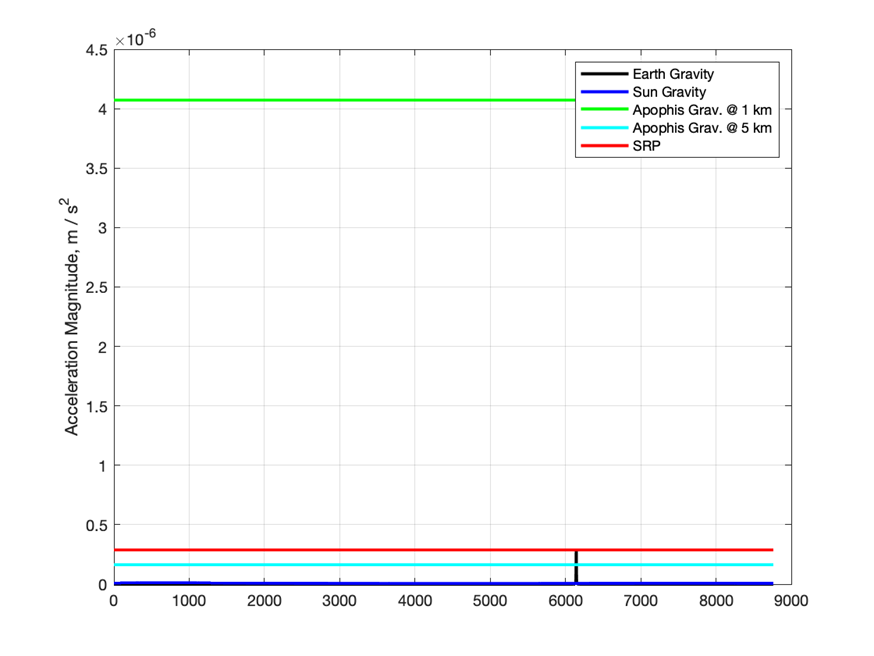 ×10⁻⁶
4.5
4
3.5
3
2.5
2
1.5
1
0.5
0
Acceleration Magnitude, m / s²
Earth Gravity
Sun Gravity
Apophis Grav. @ 1 km
Apophis Grav. @ 5 km
SRP
0 1000 2000 3000 4000 5000 6000 7000 8000 9000